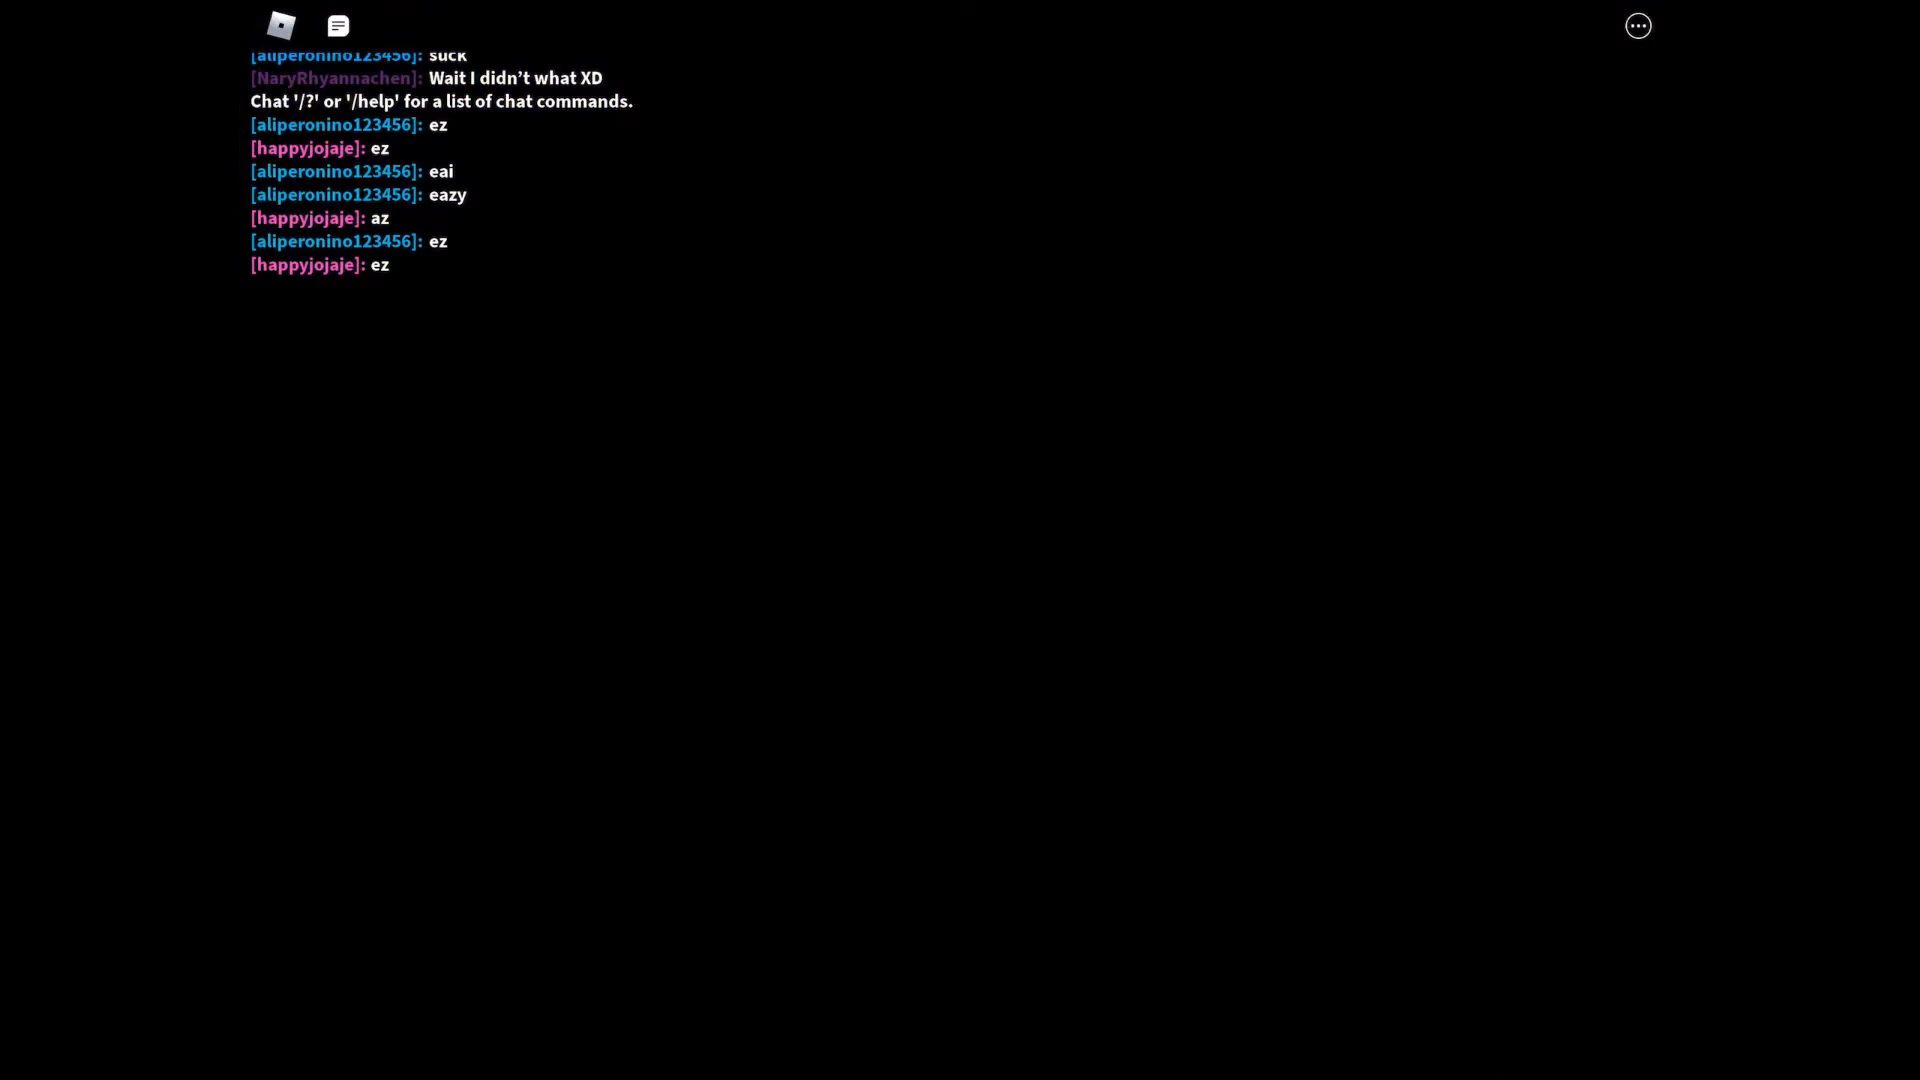 [aliperonino123456]: suck
[NaryRhyannachen]: Wait I didn’t what XD
Chat '/?' or '/help' for a list of chat commands.
[aliperonino123456]: ez
[happyjojaje]: ez
[aliperonino123456]: eai
[aliperonino123456]: eazy
[happyjojaje]: az
[aliperonino123456]: ez
[happyjojaje]: ez